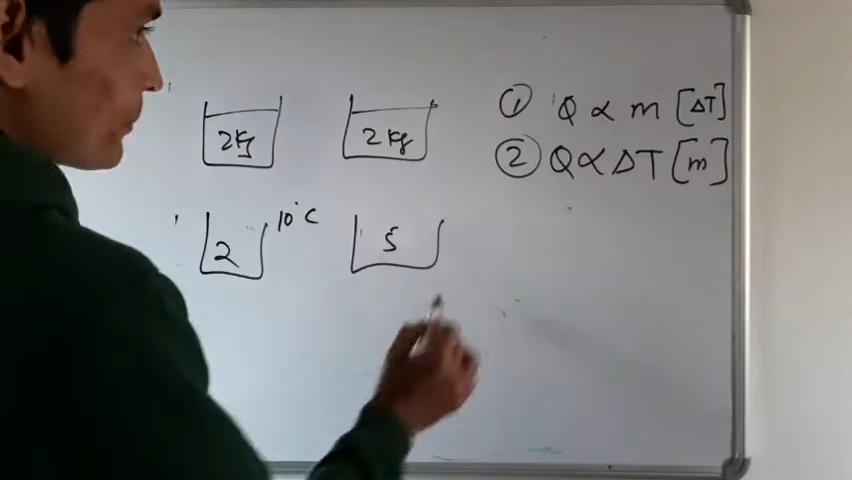 2Kg 2Kg ① Q ∝ m [ΔT]
② Q ∝ ΔT [m]
2 10°C 5